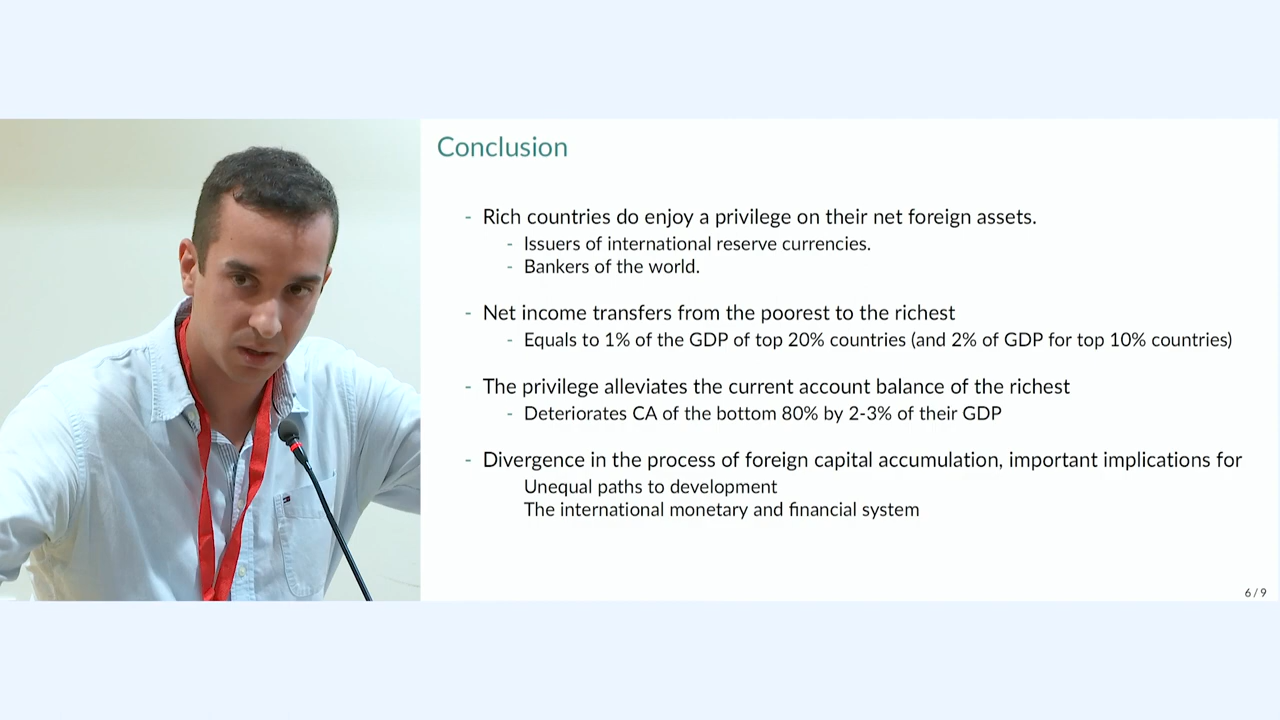 Conclusion
- Rich countries do enjoy a privilege on their net foreign assets.
- Issuers of international reserve currencies.
- Bankers of the world.
- Net income transfers from the poorest to the richest
- Equals to 1% of the GDP of top 20% countries (and 2% of GDP for top 10% countries)
- The privilege alleviates the current account balance of the richest
- Deteriorates CA of the bottom 80% by 2-3% of their GDP
- Divergence in the process of foreign capital accumulation, important implications for
Unequal paths to development
The international monetary and financial system
6 / 9